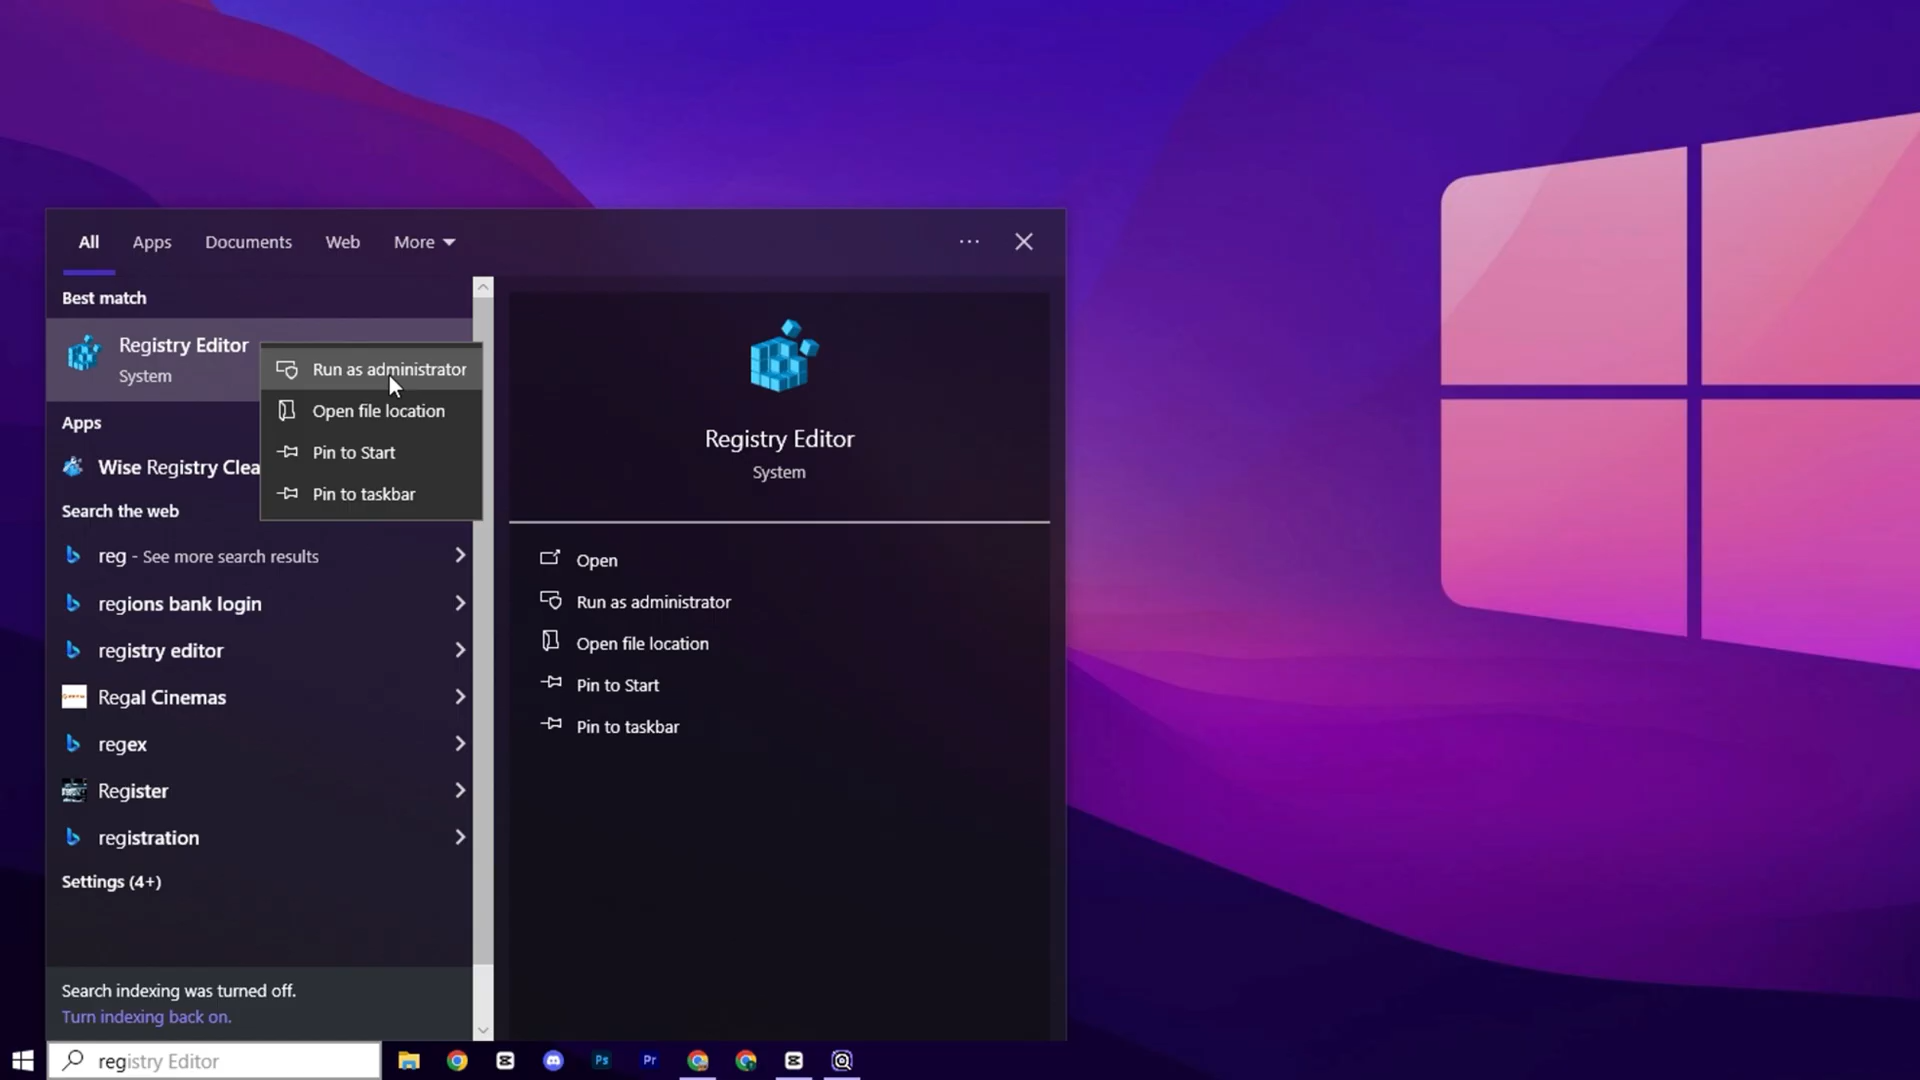 All Apps Documents Web More
Best match
Registry Editor
System
Run as administrator
Open file location
Pin to Start
Pin to taskbar
Apps
Wise Registry Clea
Search the web
reg - See more search results
regions bank login
registry editor
Regal Cinemas
regex
Register
registration
Settings (4+)
Search indexing was turned off.
Turn indexing back on.
Registry Editor
System
Open
Run as administrator
Open file location
Pin to Start
Pin to taskbar
registry Editor
Ps
Pr